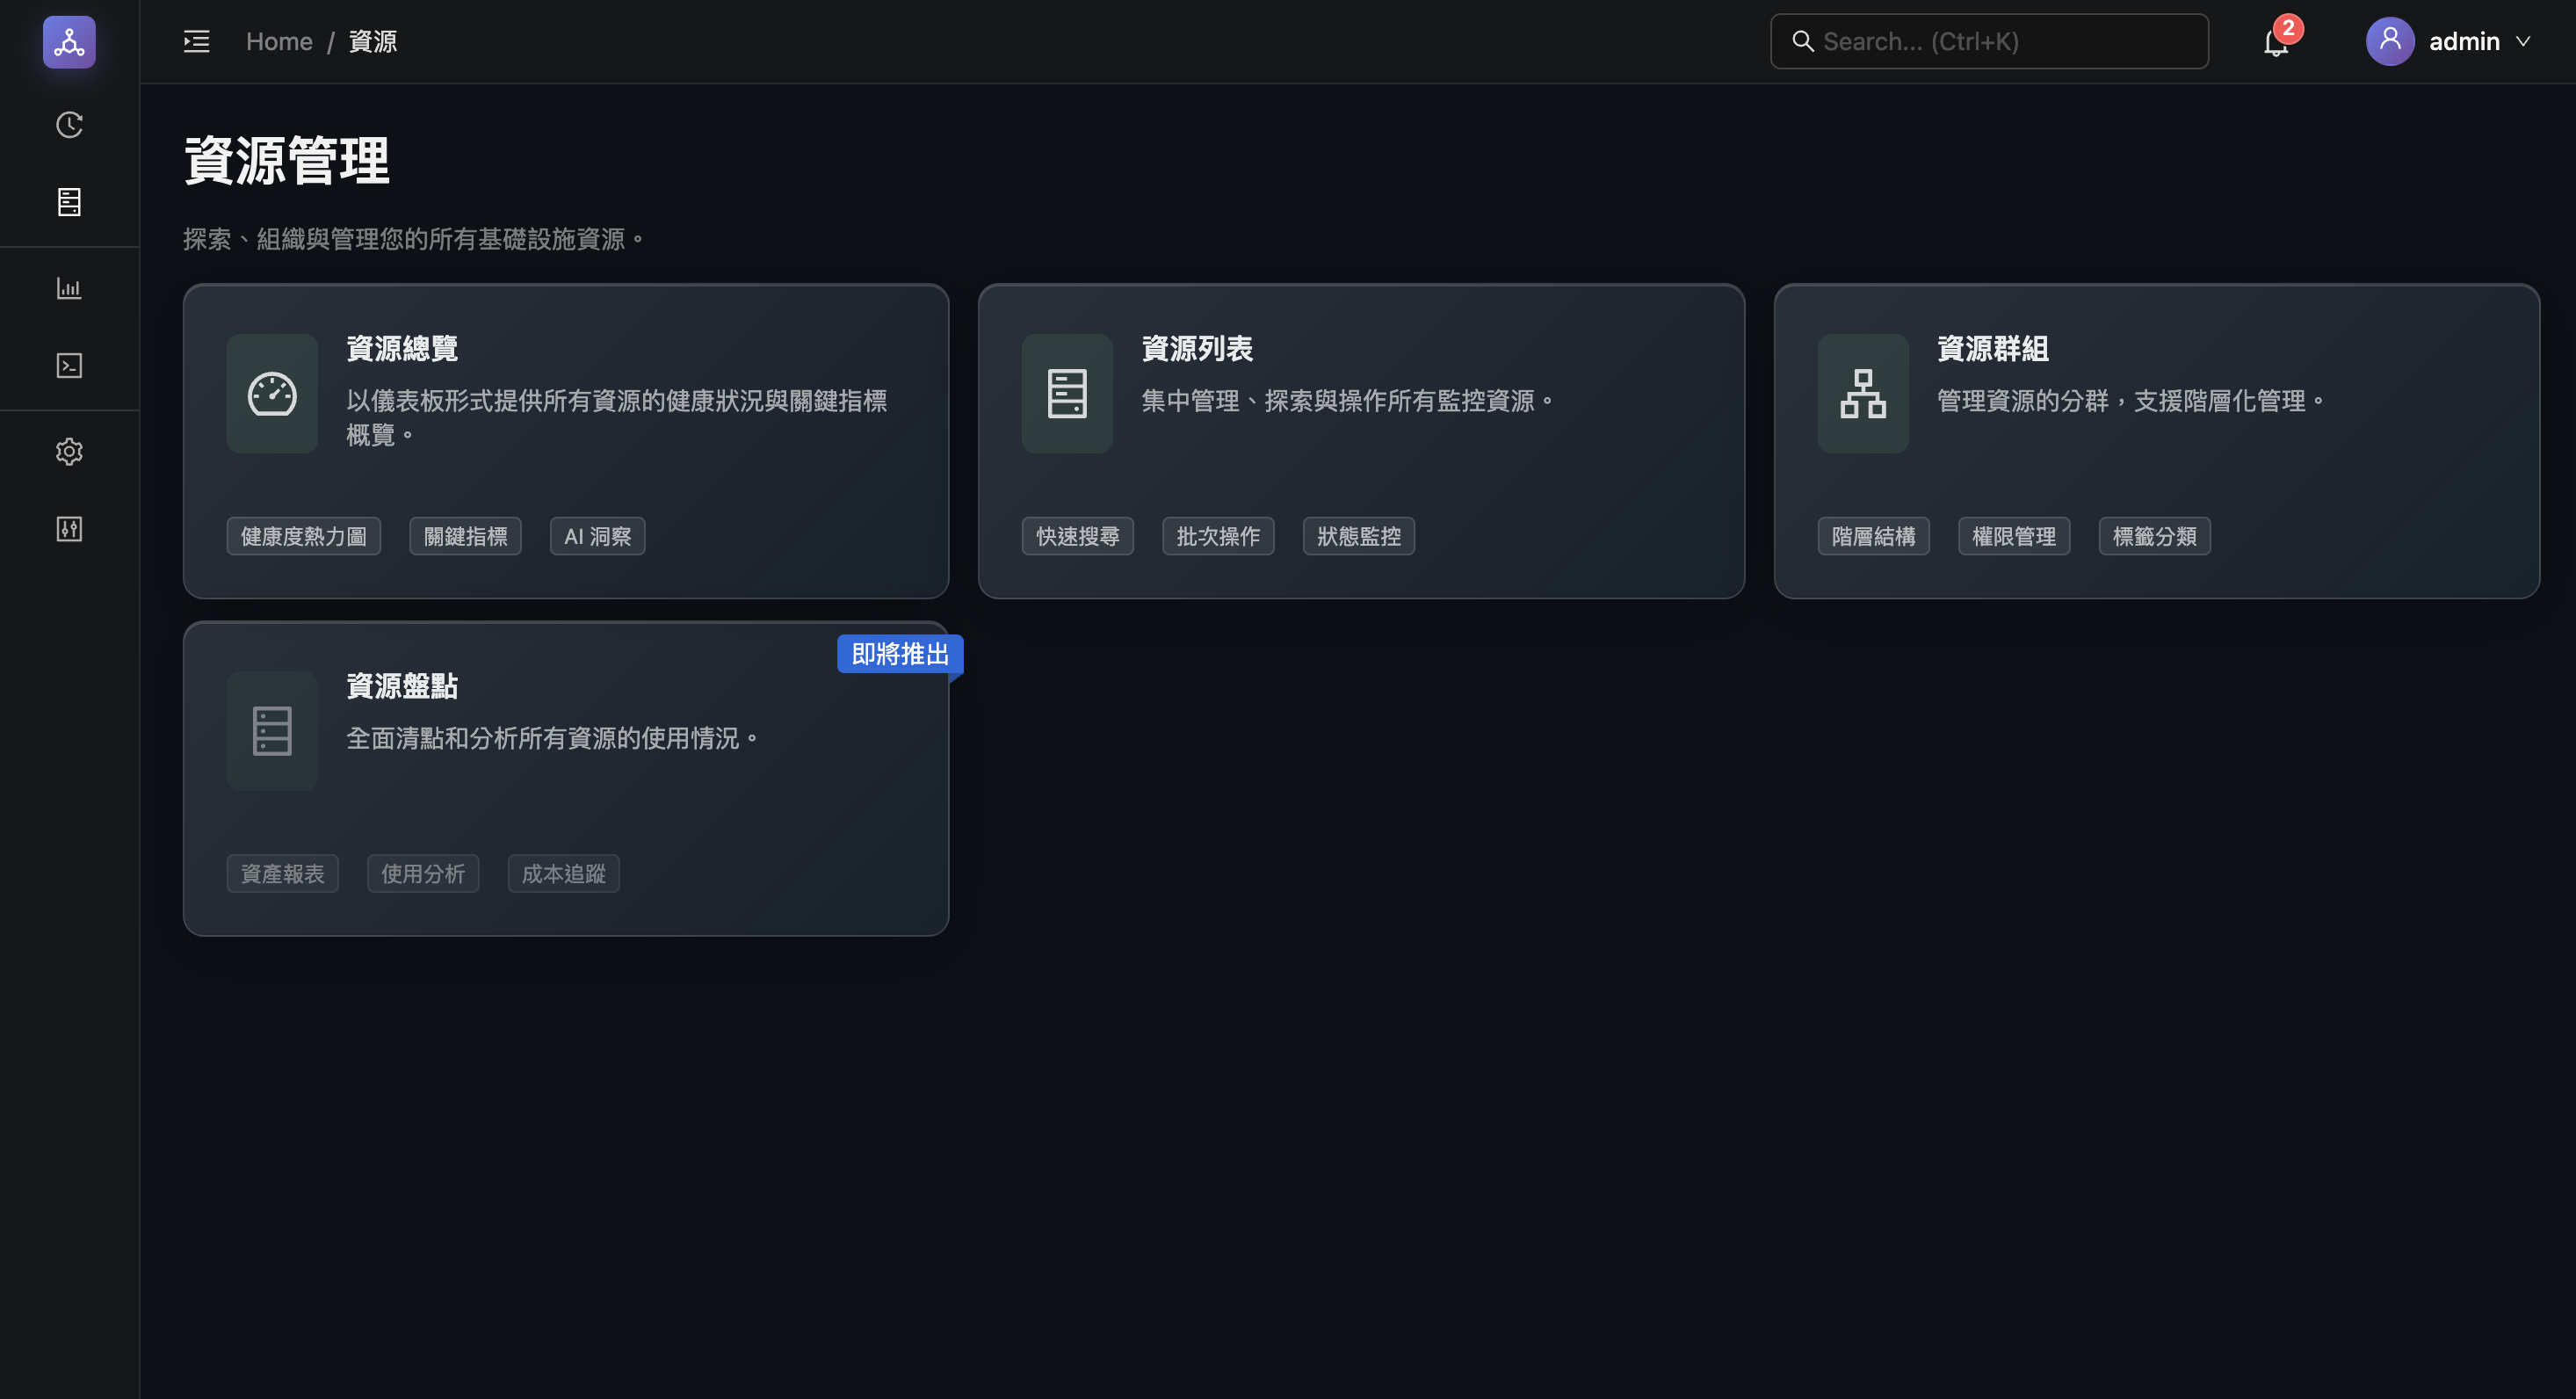 Home / 資源
Search... (Ctrl+K)
2
admin
資源管理
探索、組織與管理您的所有基礎設施資源。
資源總覽
以儀表板形式提供所有資源的健康狀況與關鍵指標
概覽。
健康度熱力圖
關鍵指標
AI 洞察
資源列表
集中管理、探索與操作所有監控資源。
快速搜尋
批次操作
狀態監控
資源群組
管理資源的分群，支援階層化管理。
階層結構
權限管理
標籤分類
即將推出
資源盤點
全面清點和分析所有資源的使用情況。
資產報表
使用分析
成本追蹤